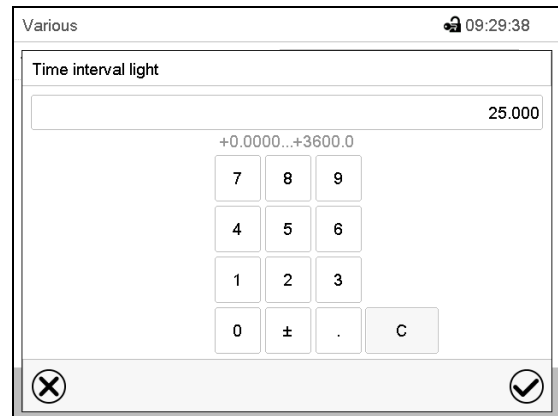 Various 09:29:38
Time interval light
25.000
+0.0000...+3600.0
7 8 9
4 5 6
1 2 3
0 ± . C